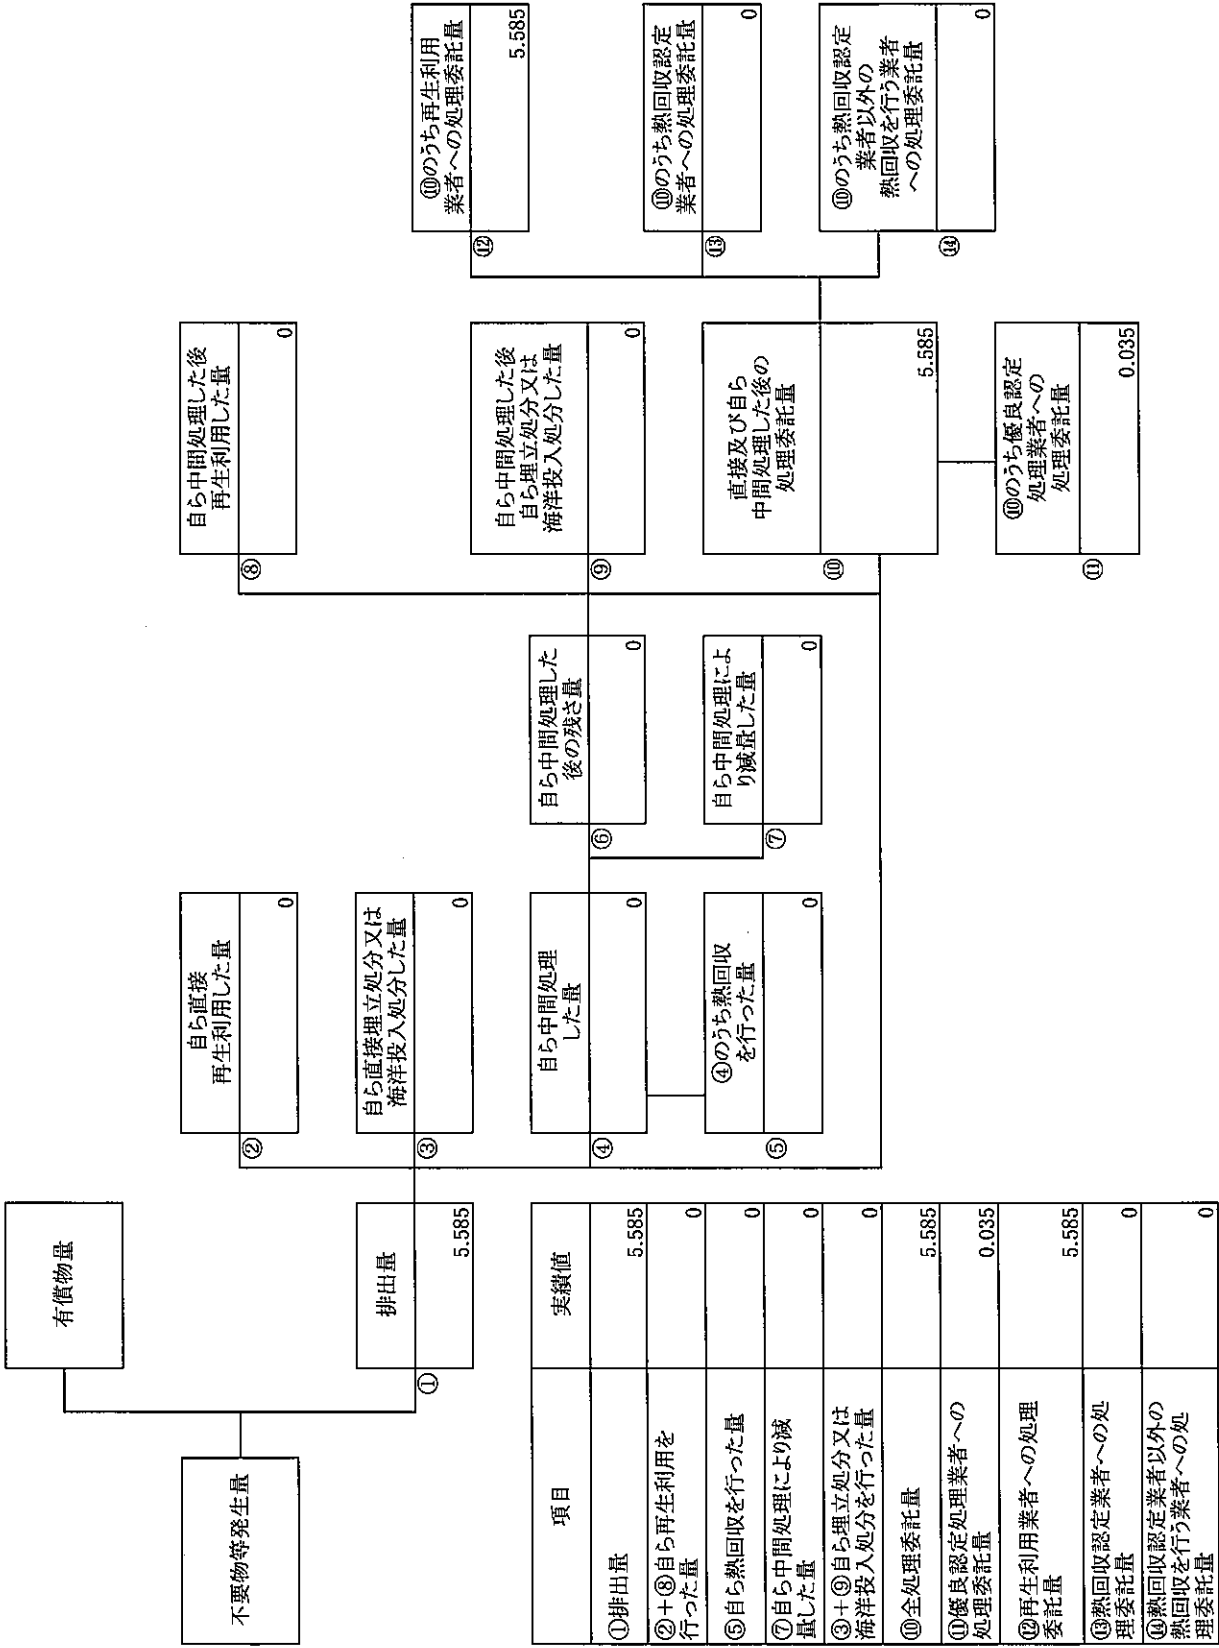 不要物等発生量
有償物量
①
排出量
5.585
②
自ら直接
再生利用した量
0
③
自ら直接埋立処分又は
海洋投入処分した量
0
④
自ら中間処理
した量
0
⑤
④のうち熱回収
を行った量
0
⑥
自ら中間処理した
後の残さ量
0
⑦
自ら中間処理によ
り減量した量
0
⑧
自ら中間処理した後
再生利用した量
0
⑨
自ら中間処理した後
自ら埋立処分又は
海洋投入処分した量
0
⑩
直接及び自ら
中間処理した後の
処理委託量
5.585
⑪
⑩のうち優良認定
処理業者への
処理委託量
0.035
⑫
⑩のうち再生利用
業者への処理委託量
5.585
⑬
⑩のうち熱回収認定
業者への処理委託量
0
⑭
⑩のうち熱回収認定
業者以外の
熱回収を行う業者
への処理委託量
0
項目 実績値
①排出量 5.585
②+⑧自ら再生利用を
行った量 0
⑤自ら熱回収を行った量 0
⑦自ら中間処理により減
量した量 0
③+⑨自ら埋立処分又は
海洋投入処分を行った量 0
⑩全処理委託量 5.585
⑪優良認定処理業者への
処理委託量 0.035
⑫再生利用業者への処理
委託量 5.585
⑬熱回収認定業者への処
理委託量 0
⑭熱回収認定業者以外の
熱回収を行う業者への処
理委託量 0